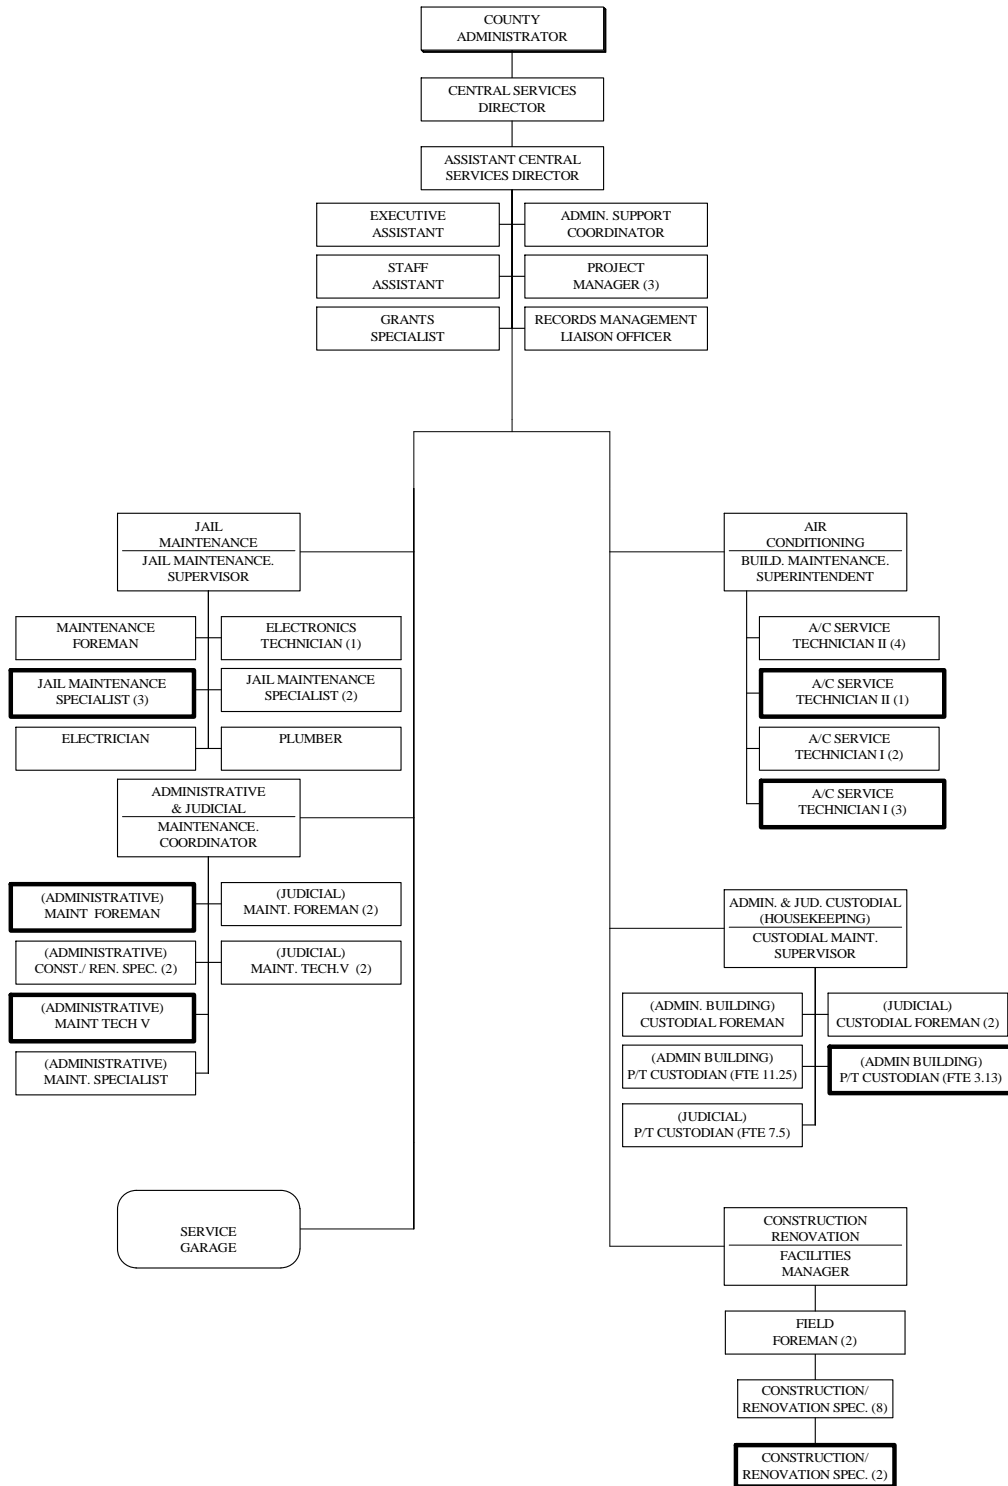 COUNTY
ADMINISTRATOR
CENTRAL SERVICES
DIRECTOR
ASSISTANT CENTRAL
SERVICES DIRECTOR
EXECUTIVE
ASSISTANT
ADMIN. SUPPORT
COORDINATOR
STAFF
ASSISTANT
PROJECT
MANAGER (3)
GRANTS
SPECIALIST
RECORDS MANAGEMENT
LIAISON OFFICER
JAIL
MAINTENANCE
JAIL MAINTENANCE.
SUPERVISOR
MAINTENANCE
FOREMAN
ELECTRONICS
TECHNICIAN (1)
JAIL MAINTENANCE
SPECIALIST (3)
JAIL MAINTENANCE
SPECIALIST (2)
ELECTRICIAN
PLUMBER
ADMINISTRATIVE
& JUDICIAL
MAINTENANCE.
COORDINATOR
(ADMINISTRATIVE)
MAINT FOREMAN
(JUDICIAL)
MAINT. FOREMAN (2)
(ADMINISTRATIVE)
CONST./ REN. SPEC. (2)
(JUDICIAL)
MAINT. TECH.V (2)
(ADMINISTRATIVE)
MAINT TECH V
(ADMINISTRATIVE)
MAINT. SPECIALIST
SERVICE
GARAGE
AIR
CONDITIONING
BUILD. MAINTENANCE.
SUPERINTENDENT
A/C SERVICE
TECHNICIAN II (4)
A/C SERVICE
TECHNICIAN II (1)
A/C SERVICE
TECHNICIAN I (2)
A/C SERVICE
TECHNICIAN I (3)
ADMIN. & JUD. CUSTODIAL
(HOUSEKEEPING)
CUSTODIAL MAINT.
SUPERVISOR
(ADMIN. BUILDING)
CUSTODIAL FOREMAN
(JUDICIAL)
CUSTODIAL FOREMAN (2)
(ADMIN BUILDING)
P/T CUSTODIAN (FTE 11.25)
(ADMIN BUILDING)
P/T CUSTODIAN (FTE 3.13)
(JUDICIAL)
P/T CUSTODIAN (FTE 7.5)
CONSTRUCTION
RENOVATION
FACILITIES
MANAGER
FIELD
FOREMAN (2)
CONSTRUCTION/
RENOVATION SPEC. (8)
CONSTRUCTION/
RENOVATION SPEC. (2)